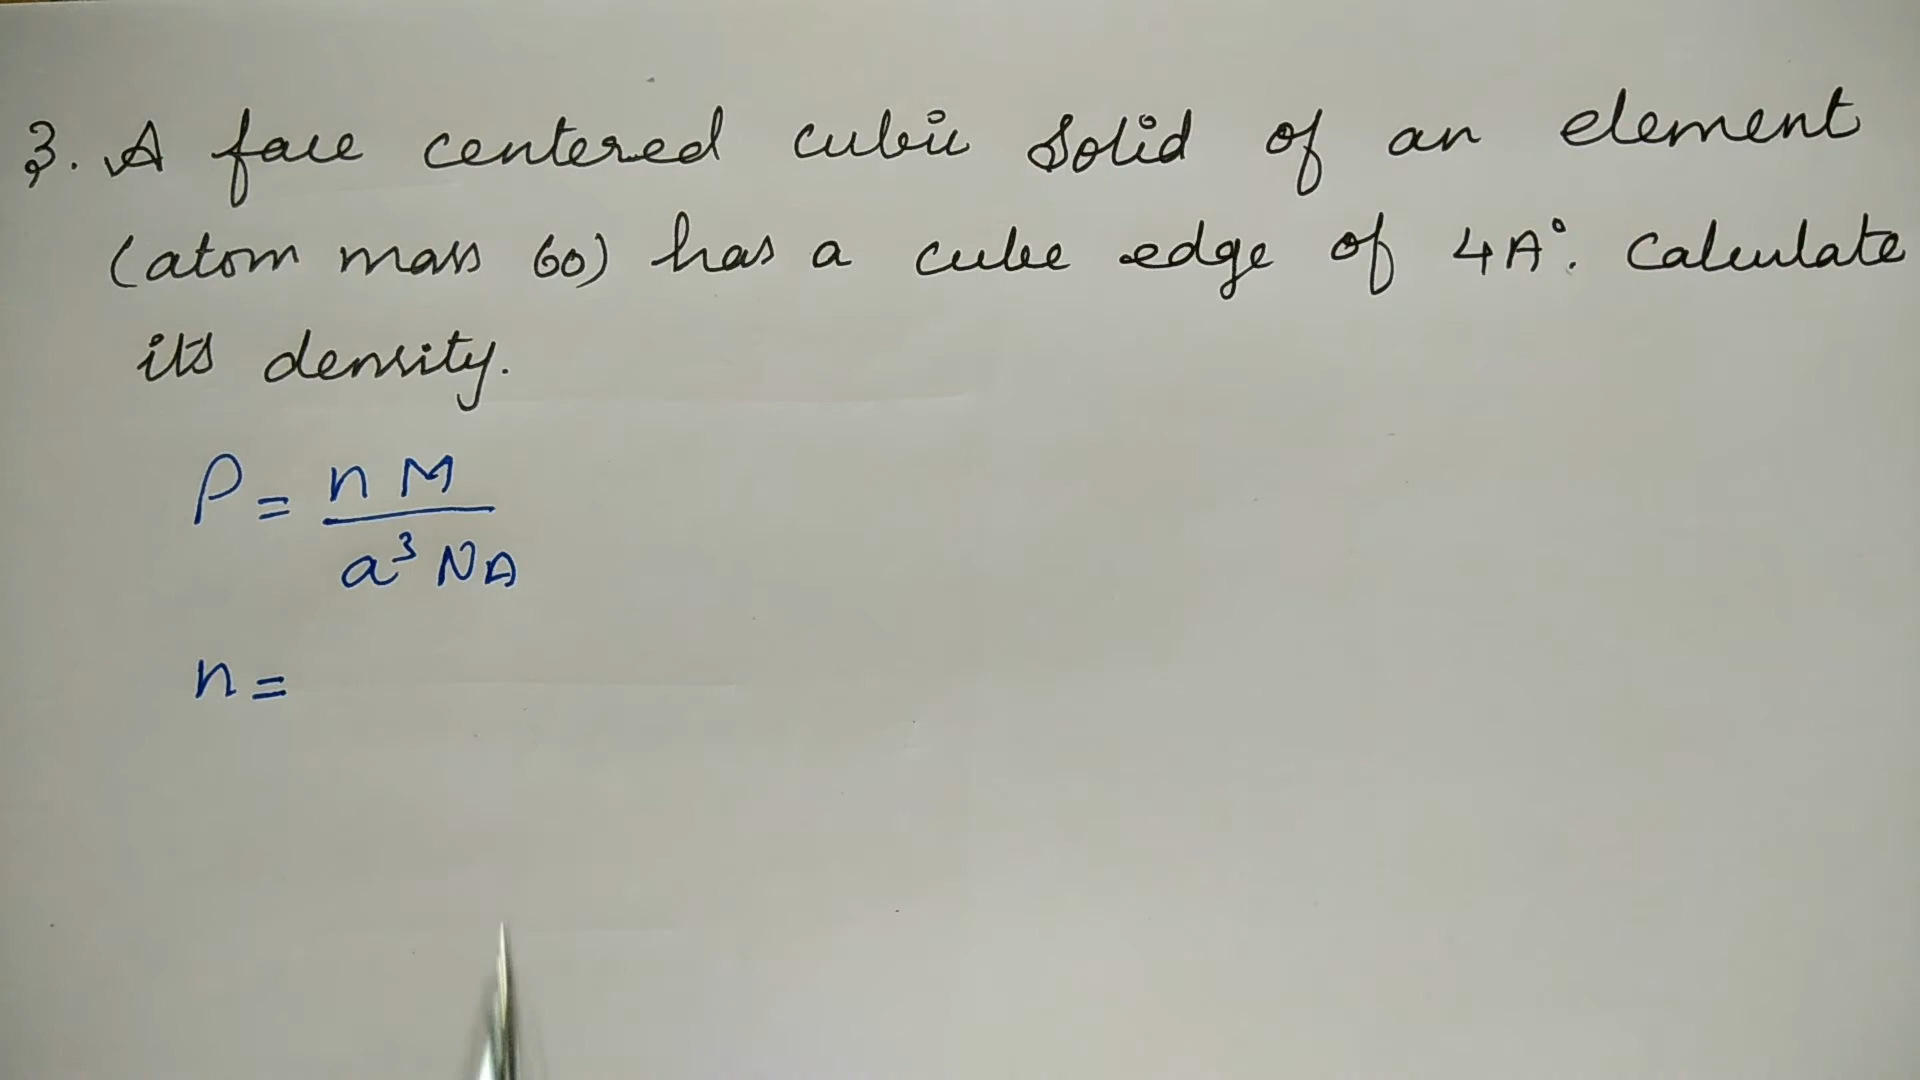 3. A face centered cubic solid of an element
(atom mass 60) has a cube edge of 4A°. Calculate
its density.
ρ = n M
a³ NA
n =